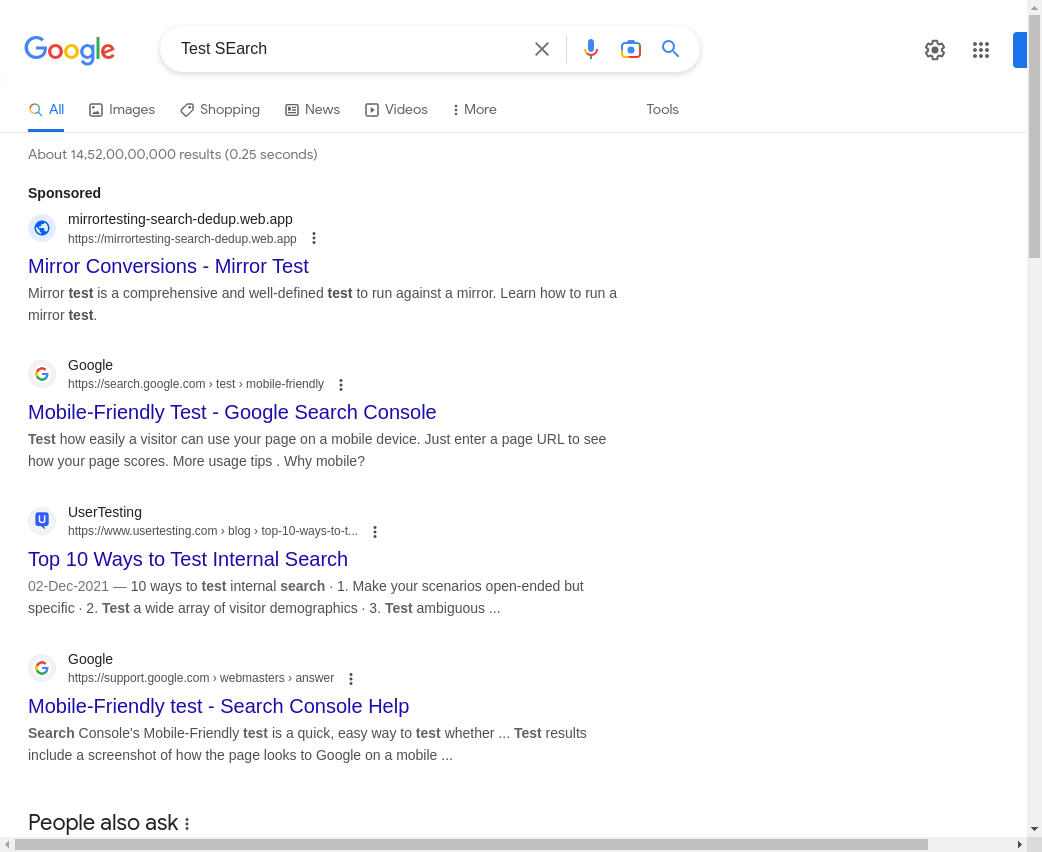 Google
Test SEarch
All Images Shopping News Videos More Tools
About 14,52,00,00,000 results (0.25 seconds)
Sponsored
mirrortesting-search-dedup.web.app
https://mirrortesting-search-dedup.web.app
Mirror Conversions - Mirror Test
Mirror test is a comprehensive and well-defined test to run against a mirror. Learn how to run a
mirror test.
Google
https://search.google.com › test › mobile-friendly
Mobile-Friendly Test - Google Search Console
Test how easily a visitor can use your page on a mobile device. Just enter a page URL to see
how your page scores. More usage tips . Why mobile?
UserTesting
https://www.usertesting.com › blog › top-10-ways-to-t...
Top 10 Ways to Test Internal Search
02-Dec-2021 — 10 ways to test internal search · 1. Make your scenarios open-ended but
specific · 2. Test a wide array of visitor demographics · 3. Test ambiguous ...
Google
https://support.google.com › webmasters › answer
Mobile-Friendly test - Search Console Help
Search Console's Mobile-Friendly test is a quick, easy way to test whether ... Test results
include a screenshot of how the page looks to Google on a mobile ...
People also ask